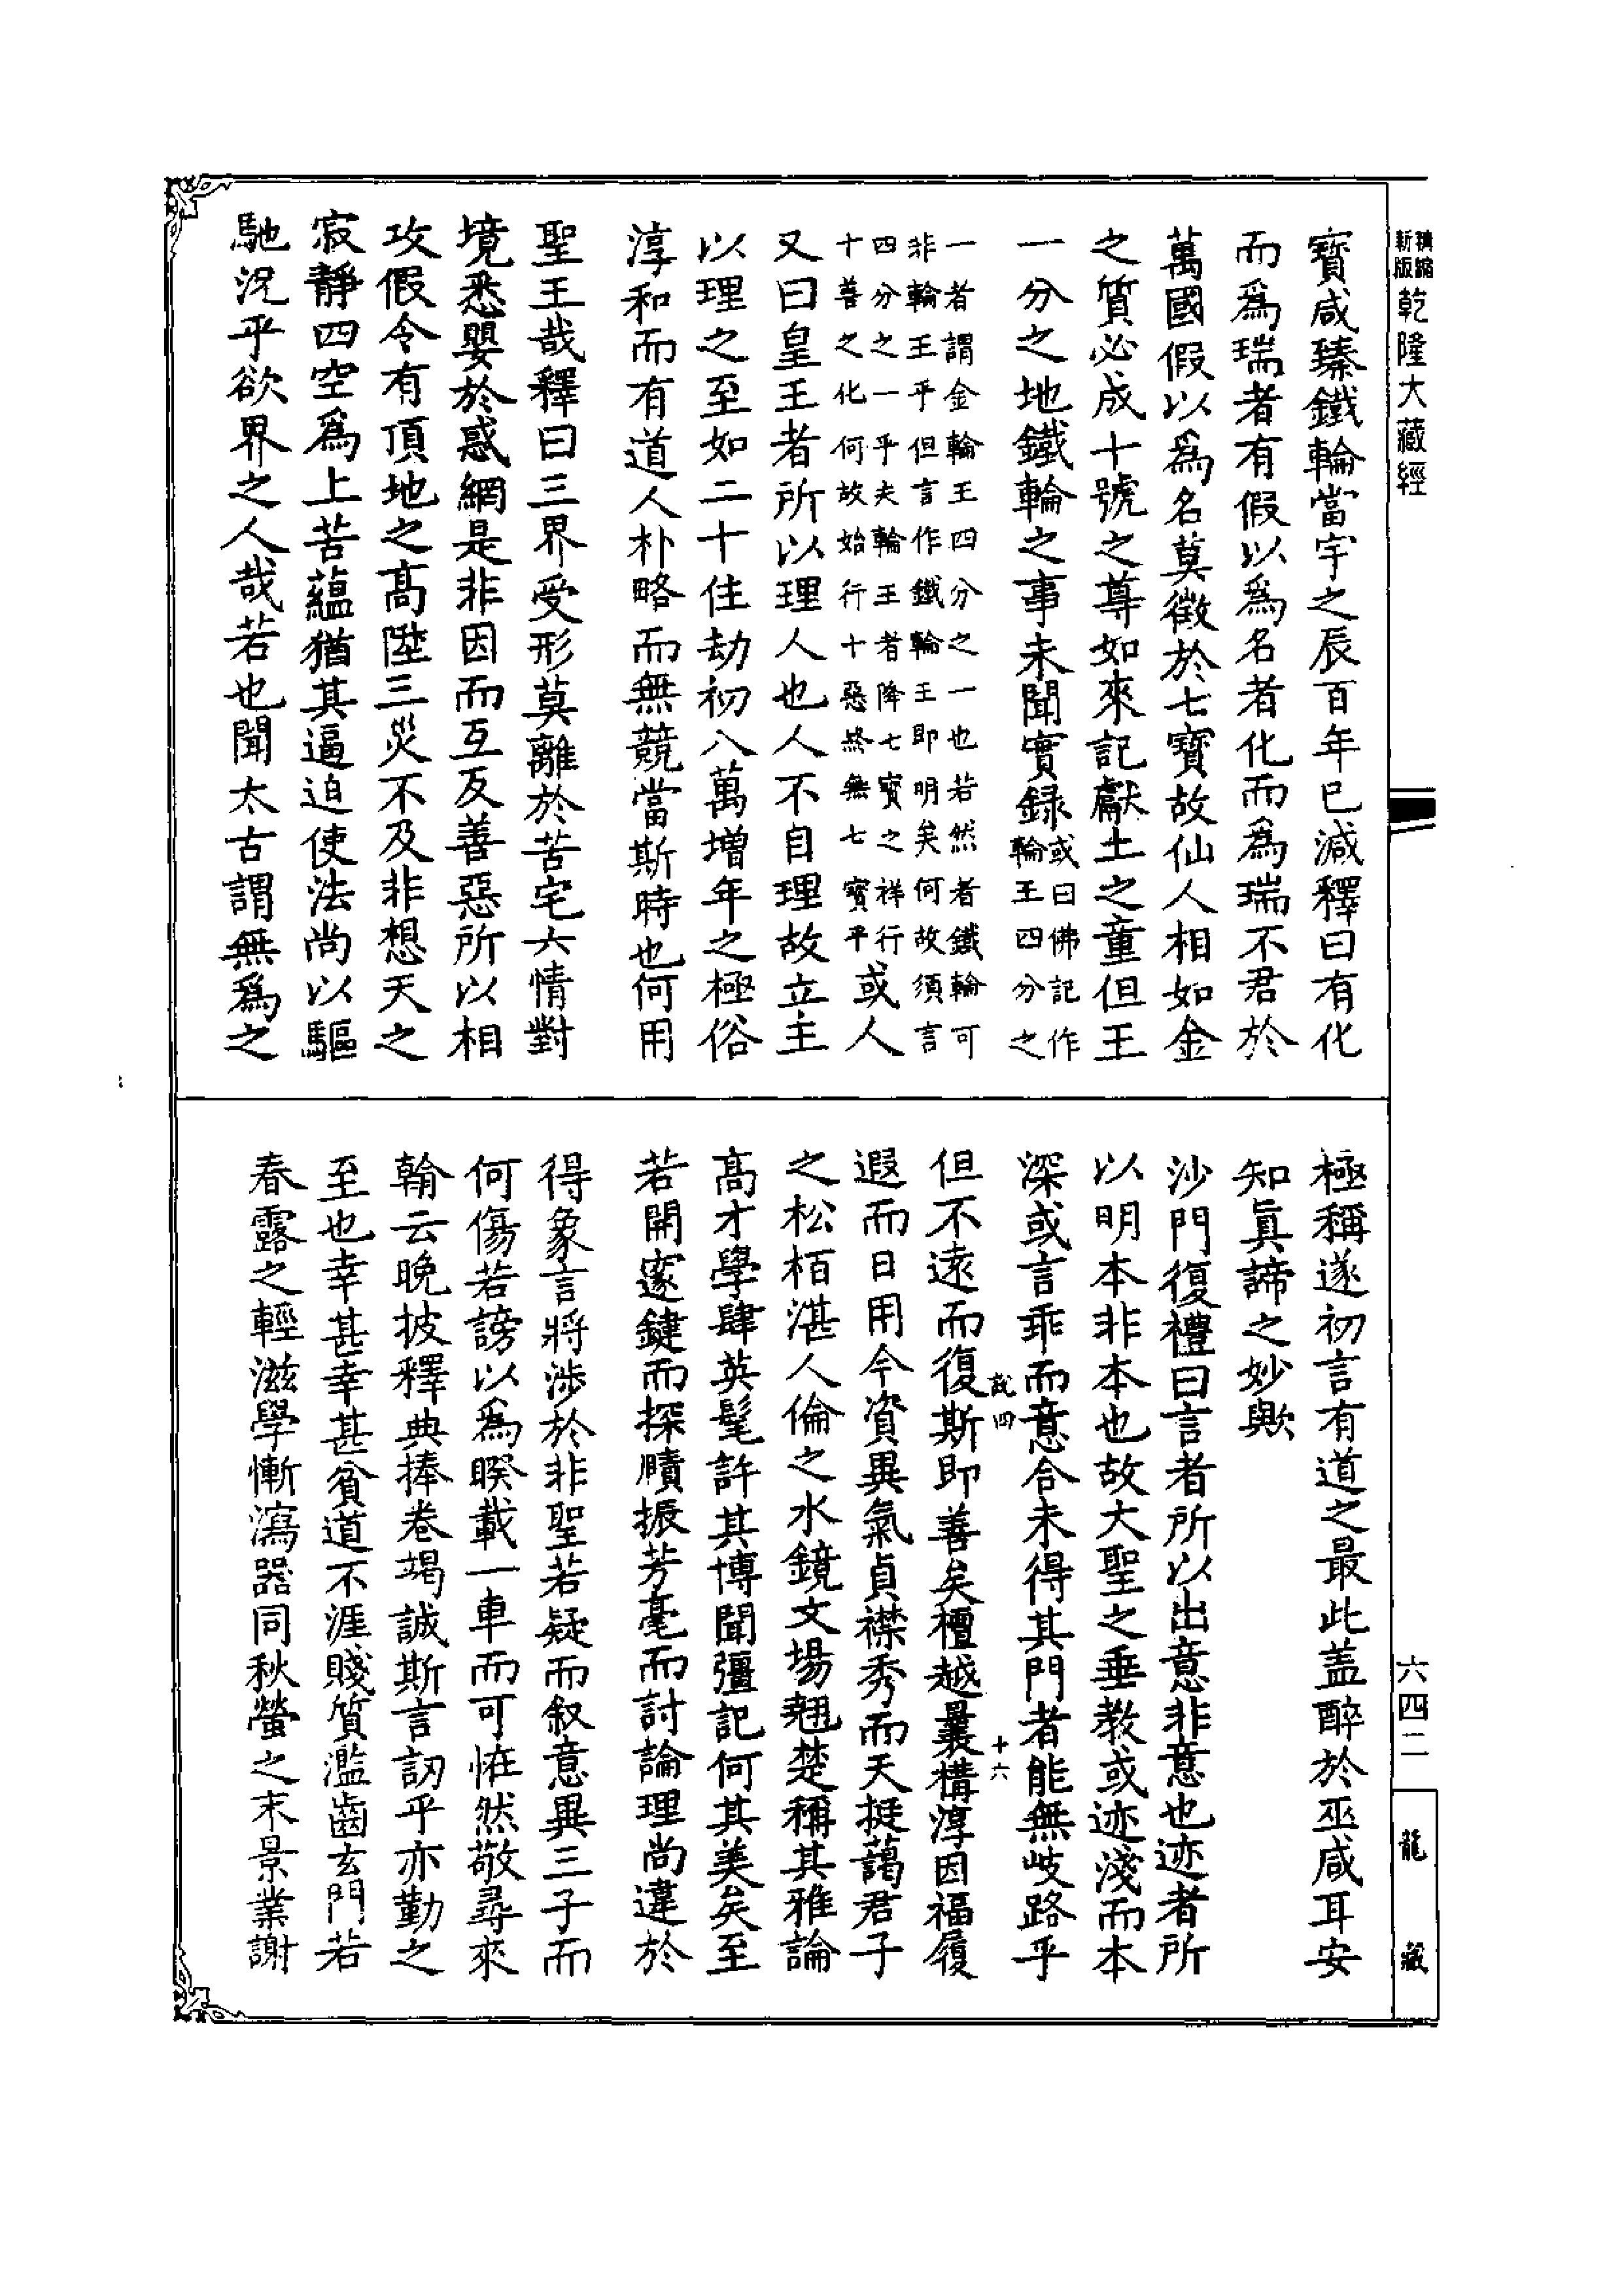 新版精縮乾隆大藏經
寳咸臻鐵輪當宇之辰百年已減釋曰有化
而爲瑞者有假以爲名者化而爲瑞不君於
萬國假以爲名莫徵於七寳故仙人相如金
之質必成十號之尊如來記獻土之童但王
一分之地鐵輪之事未聞實録或曰佛記作
輪王四分之
一者謂金輪王四分之一也若然者鐵輪可
非輪王乎但言作鐵輪王即明矣何故須言
四分之一乎夫輪王者降七寳之祥行
十善之化何故始行十惡終無七寳乎或人
又曰皇王者所以理人也人不自理故立主
以理之至如二十住劫初八萬增年之極俗
淳和而有道人朴略而無競當斯時也何用
聖王哉釋曰三界受形莫離於苦宅六情對
境悉嬰於惑網是非因而互反善惡所以相
攻假令有頂地之高陞三災不及非想天之
寂靜四空爲上苦蘊猶其逼迫使法尚以驅
馳況乎欲界之人哉若也聞太古謂無爲之
極稱遂初言有道之最此盖醉於巫咸耳安
知眞諦之妙歟
沙門復禮曰言者所以出意非意也迹者所
以明本非本也故大聖之垂教或迹淺而本
深或言乖而意合未得其門者能無岐路乎
說四 十六
但不遠而復斯即善矣檀越曩構淳因福履
遐而日用今資異氣貞襟秀而天挺藹君子
之松栢湛人倫之水鏡文場翹楚稱其雅論
高才學肆英髦許其博聞彊記何其美矣至
若開邃鍵而探賾振芳毫而討論理尚違於
得象言將涉於非聖若疑而叙意異三子而
何傷若謗以爲睽載一車而可恠然敬尋來
翰云晚披釋典捧卷竭誠斯言訒乎亦勤之
至也幸甚幸甚貧道不涯賤質濫齒玄門若
春露之輕滋學慚瀉器同秋螢之末景業謝
六四二
龍藏